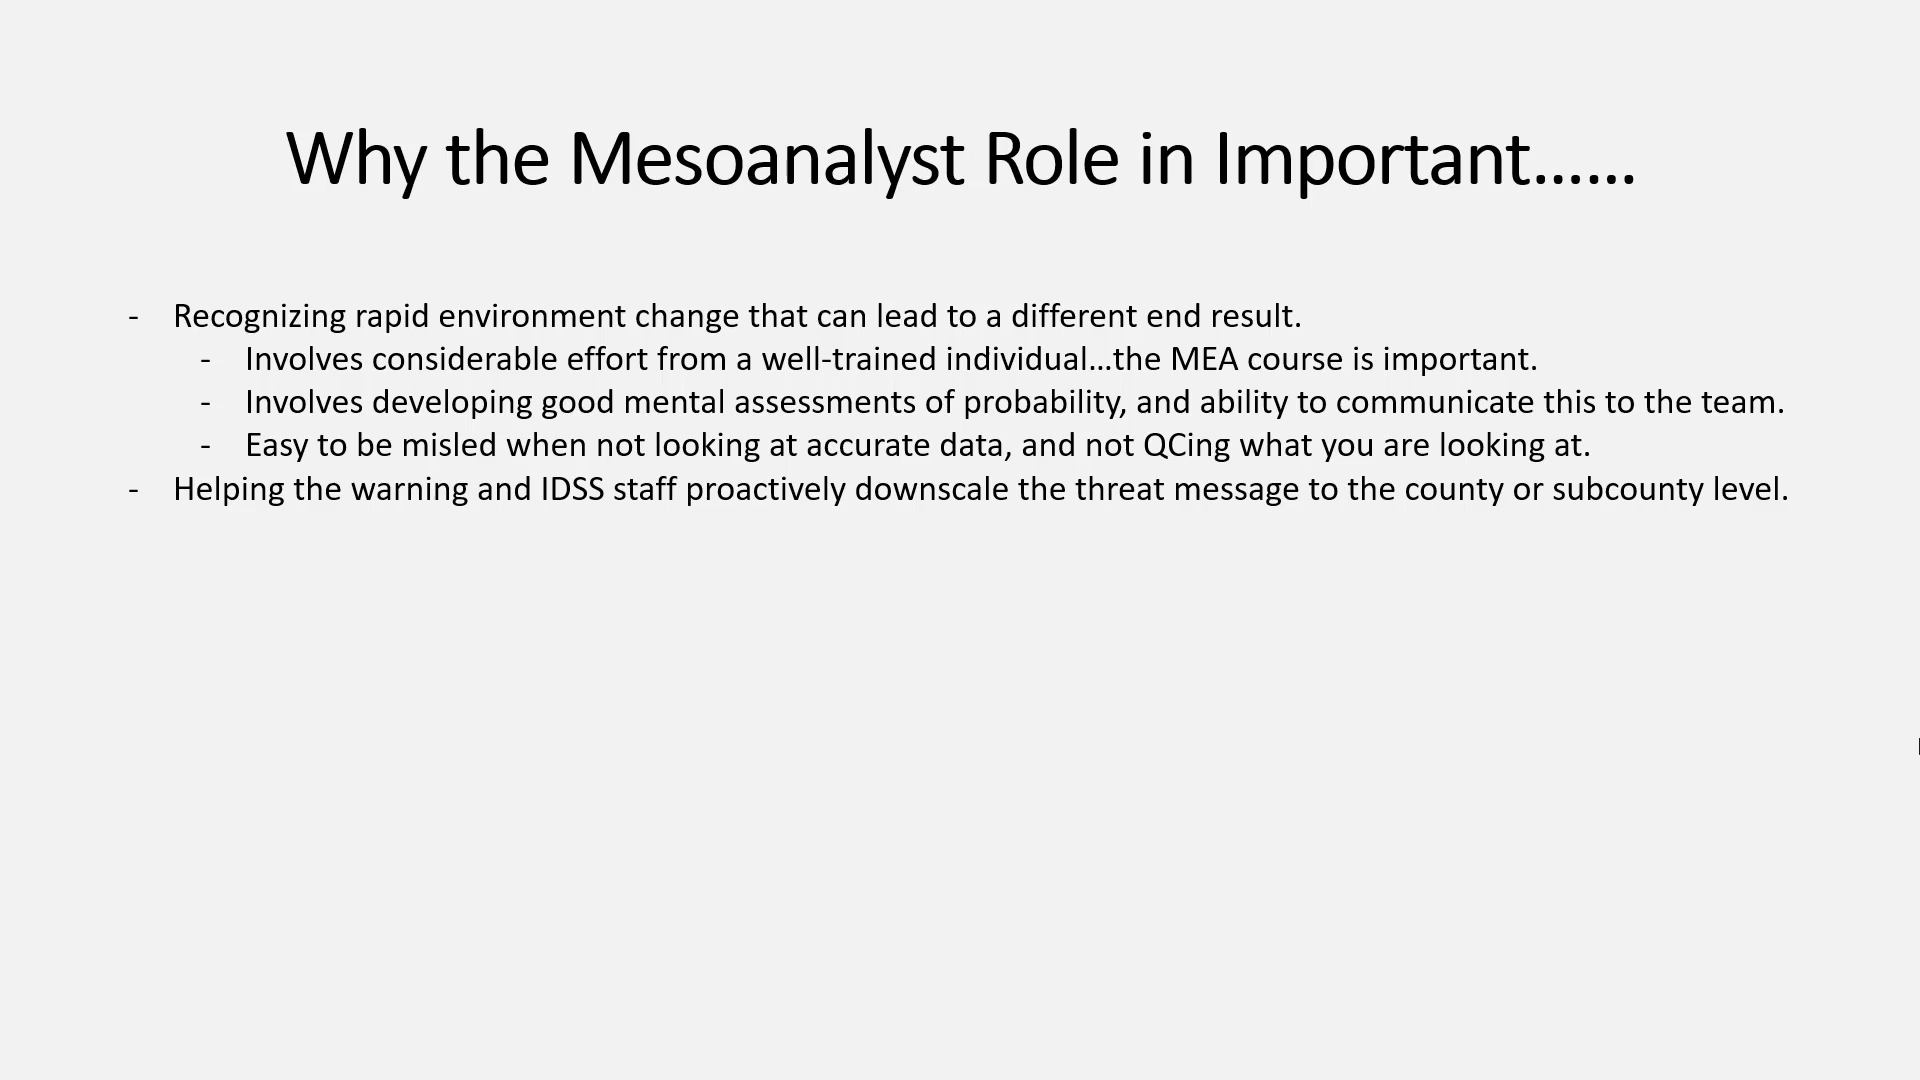 Why the Mesoanalyst Role in Important......
- Recognizing rapid environment change that can lead to a different end result.
- Involves considerable effort from a well-trained individual...the MEA course is important.
- Involves developing good mental assessments of probability, and ability to communicate this to the team.
- Easy to be misled when not looking at accurate data, and not QCing what you are looking at.
- Helping the warning and IDSS staff proactively downscale the threat message to the county or subcounty level.